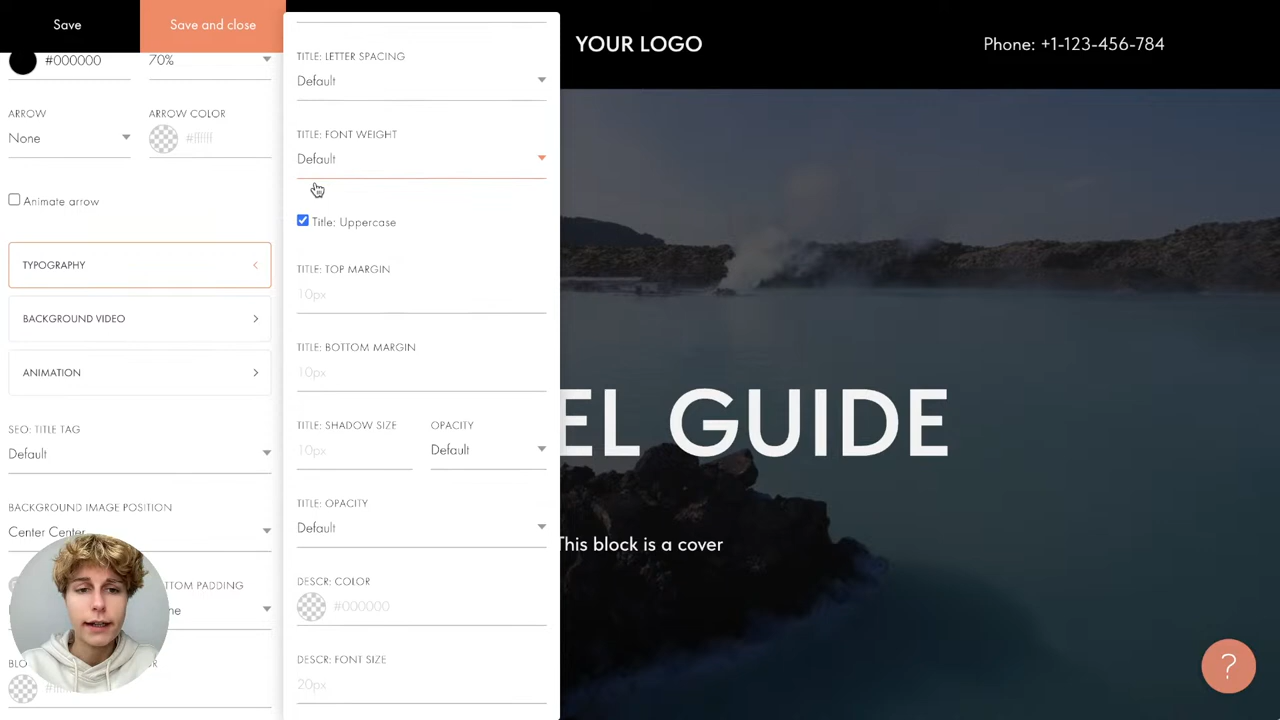 Save
Save and close
#000000
70%
ARROW
ARROW COLOR
None
#ffffff
Animate arrow
TYPOGRAPHY
BACKGROUND VIDEO
ANIMATION
SEO: TITLE TAG
Default
BACKGROUND IMAGE POSITION
Center Center
OTTOM PADDING
TITLE: LETTER SPACING
Default
TITLE: FONT WEIGHT
Default
Title: Uppercase
TITLE: TOP MARGIN
10px
TITLE: BOTTOM MARGIN
10px
TITLE: SHADOW SIZE
OPACITY
10px
Default
TITLE: OPACITY
Default
DESCR: COLOR
#000000
DESCR: FONT SIZE
20px
YOUR LOGO
Phone: +1-123-456-784
EL GUIDE
This block is a cover
?